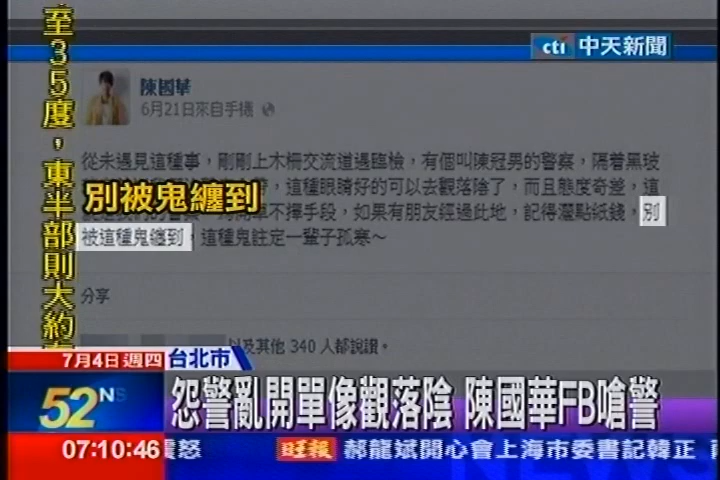 至35度，東半部則大約
cti 中天新聞
陳國華
6月21日來自手機
從未遇見這種事，剛剛上木柵交流道遇臨檢，有個叫陳冠男的警察，隔着黑玻
，這種眼睛好的可以去觀落陰了，而且態度奇差，這
不擇手段，如果有朋友經過此地，記得灑點紙錢，別
被這種鬼纏到，這種鬼註定一輩子孤寒～
別被鬼纏到
分享
以及其他 340 人都說讚。
7月4日週四 台北市
52 NS
怨警亂開單像觀落陰 陳國華FB嗆警
07:10:46 怒 旺報 郝龍斌開心會上海市委書記韓正
NEWS